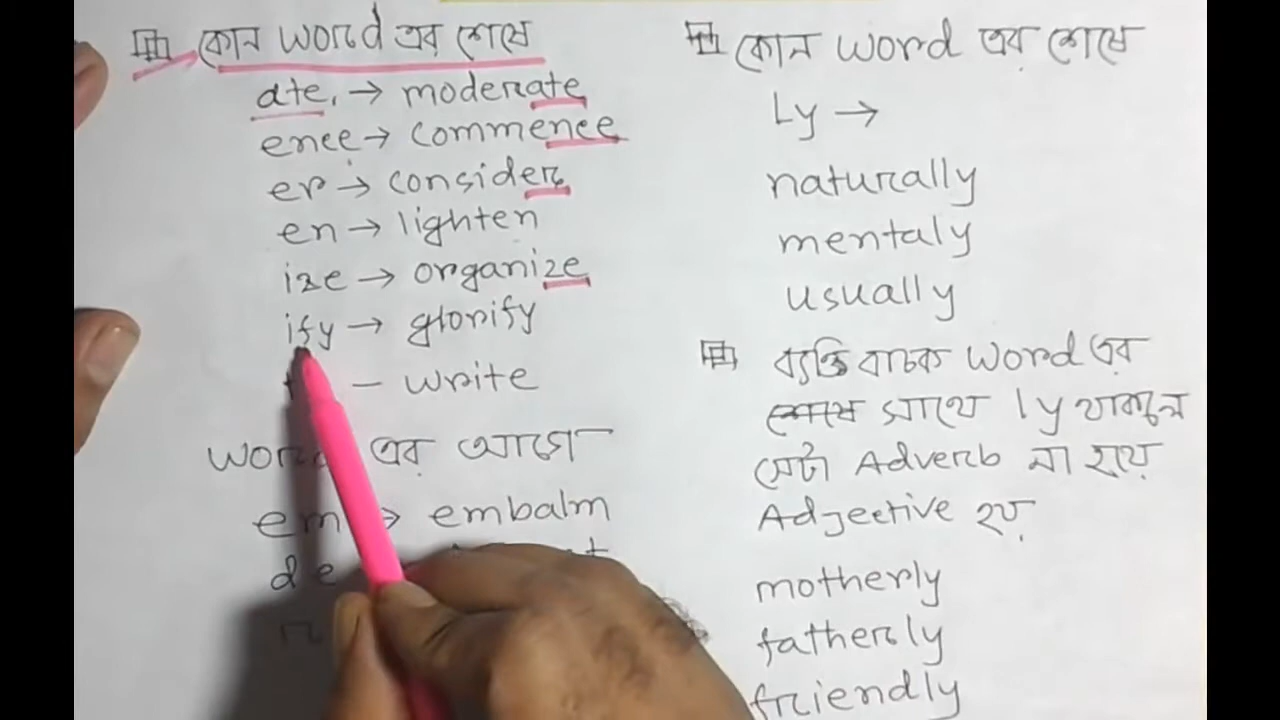 কোন word এর শেষে
ate, → moderate
ence → commence
er → consider
en → lighten
ize → organize
ify → glorify
– write
word এর আগে
em → embalm
de
কোন word এর শেষে
Ly →
naturally
mentaly
usually
ব্যক্তি বাচক word এর
শেষে সাথে ly থাকলে
সেটা Adverb না হয়ে
Adjective হয়
motherly
fatherly
friendly